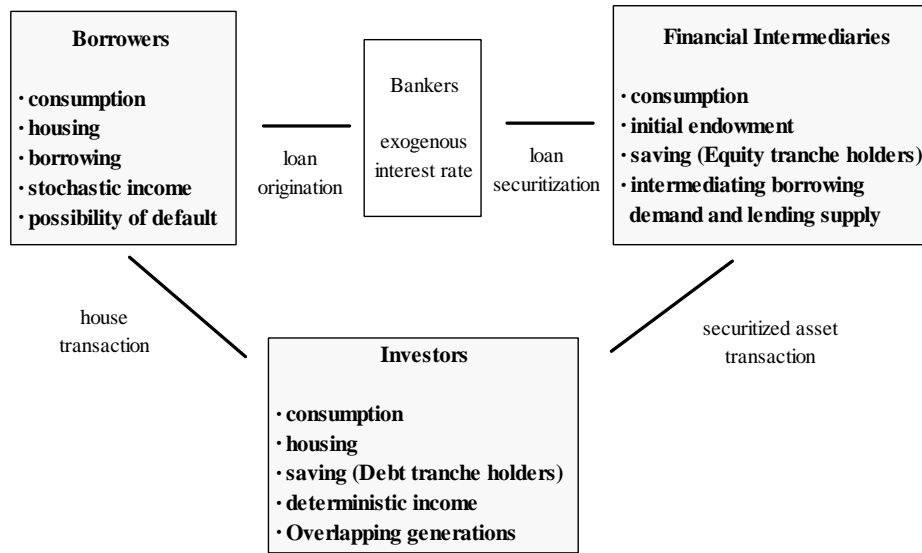 Borrowers
· consumption
· housing
· borrowing
· stochastic income
· possibility of default
loan
origination
Bankers
exogenous
interest rate
loan
securitization
Financial Intermediaries
· consumption
· initial endowment
· saving (Equity tranche holders)
· intermediating borrowing
demand and lending supply
house
transaction
securitized asset
transaction
Investors
· consumption
· housing
· saving (Debt tranche holders)
· deterministic income
· Overlapping generations